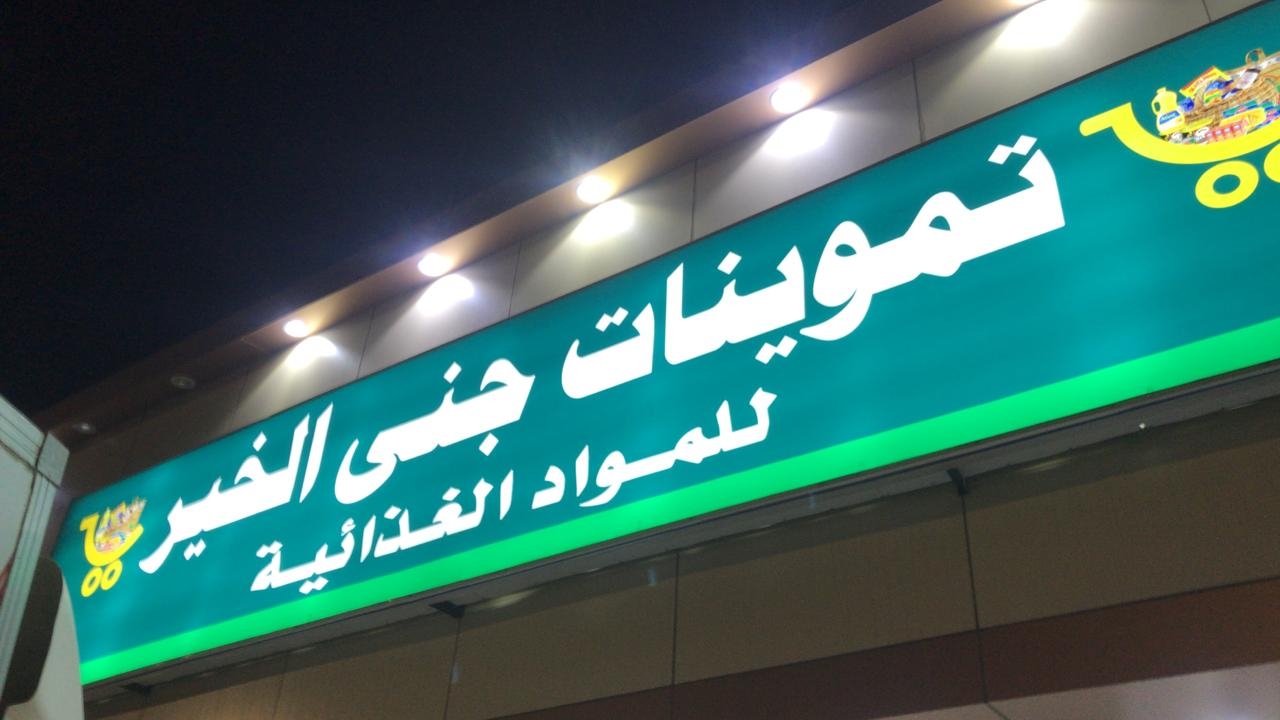 تموينات جنى الخير
للمواد الغذائية